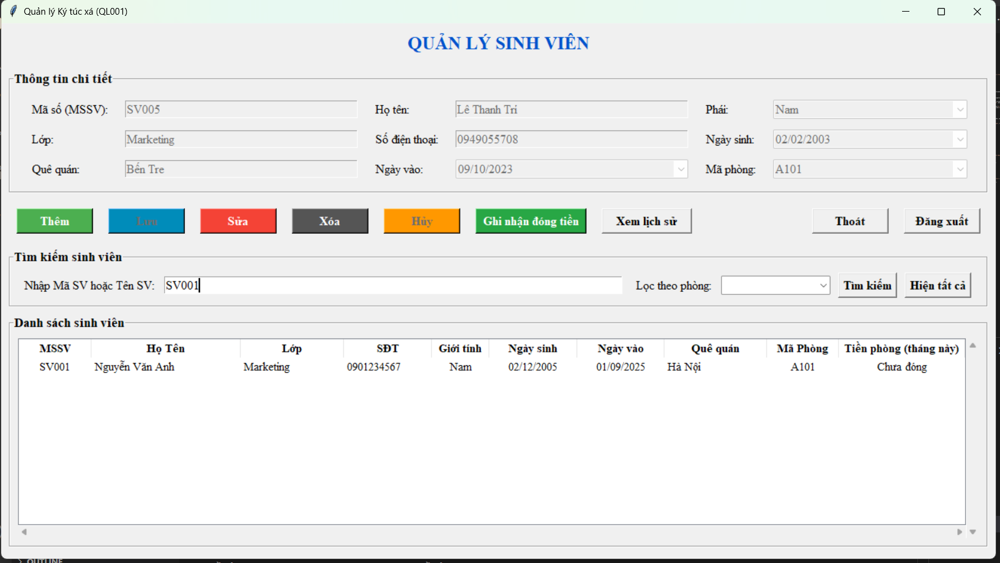 Quản lý Ký túc xá (QL001)
QUẢN LÝ SINH VIÊN
Thông tin chi tiết
Mã số (MSSV): SV005 Họ tên: Lê Thanh Trí Phái: Nam
Lớp: Marketing Số điện thoại: 0949055708 Ngày sinh: 02/02/2003
Quê quán: Bến Tre Ngày vào: 09/10/2023 Mã phòng: A101
Thêm Lưu Sửa Xóa Hủy Ghi nhận đóng tiền Xem lịch sử Thoát Đăng xuất
Tìm kiếm sinh viên
Nhập Mã SV hoặc Tên SV: SV001 Lọc theo phòng: Tìm kiếm Hiện tất cả
Danh sách sinh viên
MSSV Họ Tên Lớp SĐT Giới tính Ngày sinh Ngày vào Quê quán Mã Phòng Tiền phòng (tháng này)
SV001 Nguyễn Văn Anh Marketing 0901234567 Nam 02/12/2005 01/09/2025 Hà Nội A101 Chưa đóng
OUTLINE